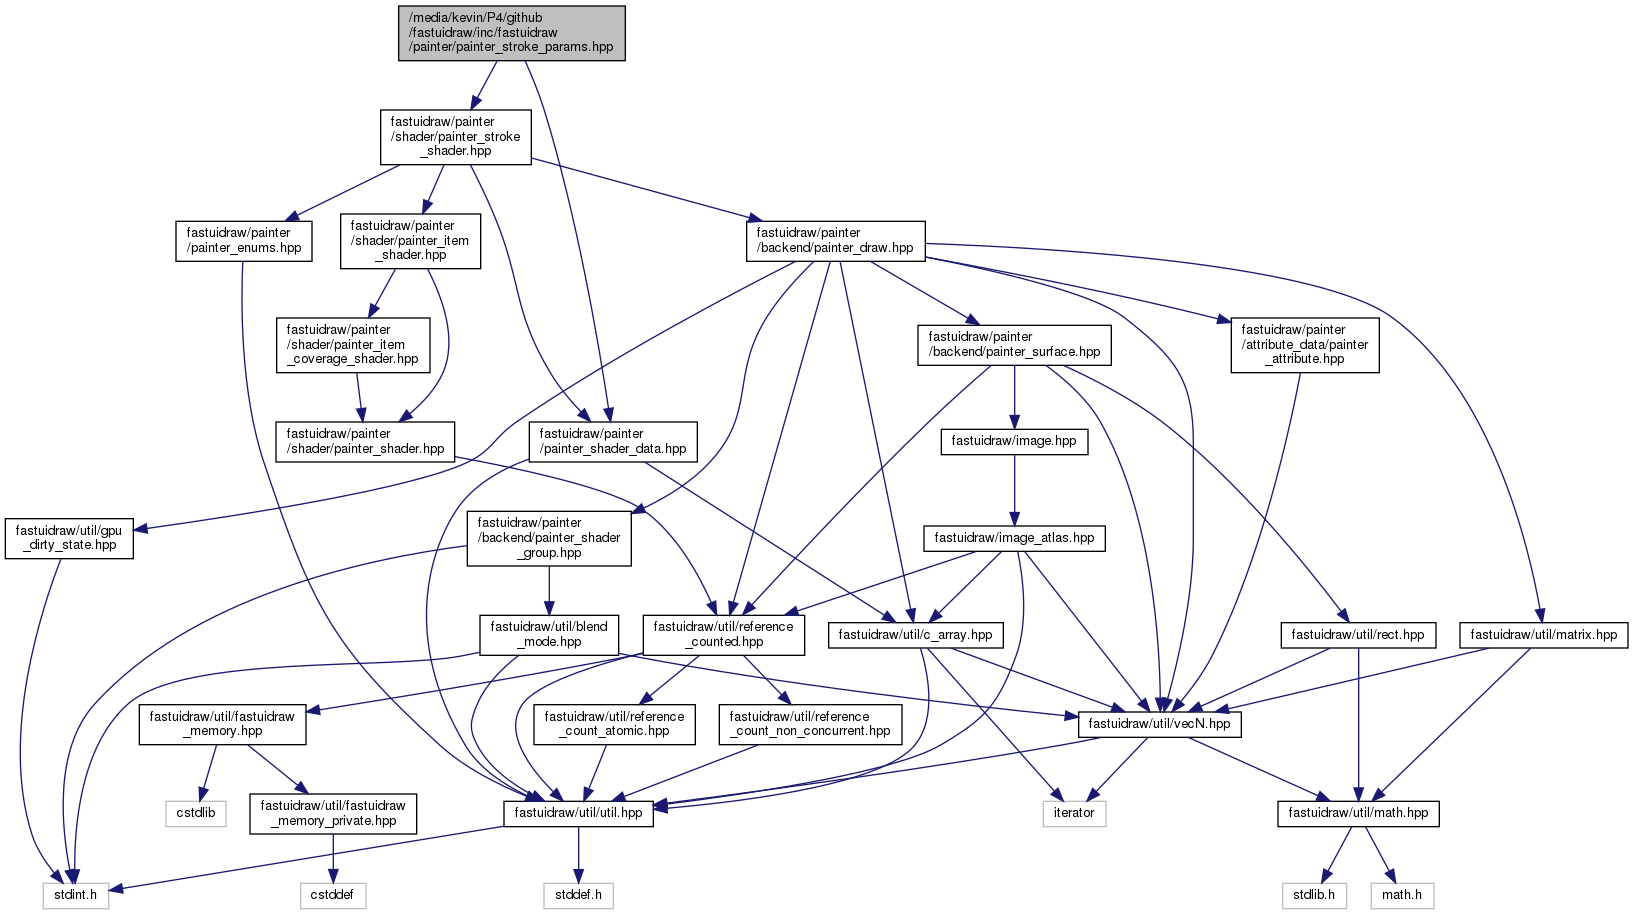 /media/kevin/P4/github
/fastuidraw/inc/fastuidraw
/painter/painter_stroke_params.hpp
fastuidraw/painter
/shader/painter_stroke
_shader.hpp
fastuidraw/painter
/painter_enums.hpp
fastuidraw/painter
/shader/painter_item
_shader.hpp
fastuidraw/painter
/backend/painter_draw.hpp
fastuidraw/painter
/shader/painter_item
_coverage_shader.hpp
fastuidraw/painter
/backend/painter_surface.hpp
fastuidraw/painter
/attribute_data/painter
_attribute.hpp
fastuidraw/painter
/shader/painter_shader.hpp
fastuidraw/painter
/painter_shader_data.hpp
fastuidraw/image.hpp
fastuidraw/util/gpu
_dirty_state.hpp
fastuidraw/painter
/backend/painter_shader
_group.hpp
fastuidraw/image_atlas.hpp
fastuidraw/util/blend
_mode.hpp
fastuidraw/util/reference
_counted.hpp
fastuidraw/util/c_array.hpp
fastuidraw/util/rect.hpp
fastuidraw/util/matrix.hpp
fastuidraw/util/fastuidraw
_memory.hpp
fastuidraw/util/reference
_count_atomic.hpp
fastuidraw/util/reference
_count_non_concurrent.hpp
fastuidraw/util/vecN.hpp
cstdlib
fastuidraw/util/fastuidraw
_memory_private.hpp
fastuidraw/util/util.hpp
iterator
fastuidraw/util/math.hpp
stdint.h
cstddef
stddef.h
stdlib.h
math.h